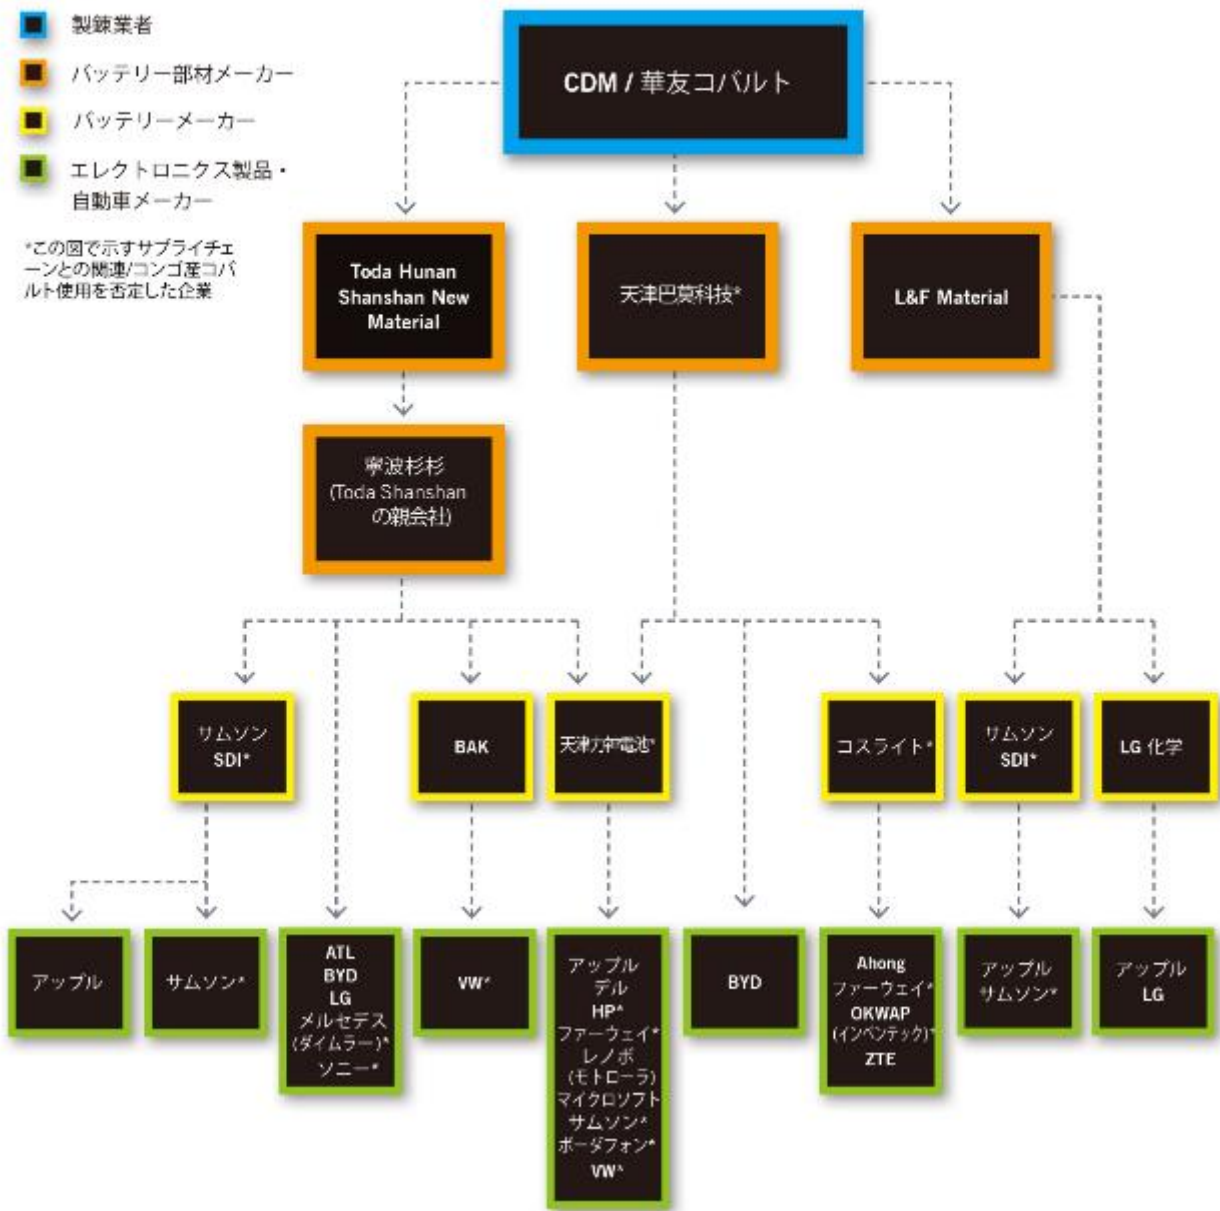 製錬業者
バッテリー部材メーカー
バッテリーメーカー
エレクトロニクス製品・
自動車メーカー
*この図で示すサプライチェ
ーンとの関連/コンゴ産コバ
ルト使用を否定した企業
CDM / 華友コバルト
Toda Hunan
Shanshan New
Material
天津巴莫科技*
L&F Material
寧波杉杉
(Toda Shanshan
の親会社)
サムソン
SDI*
BAK
天津力神電池*
コスライト*
サムソン
SDI*
LG 化学
アップル
サムソン*
ATL
BYD
LG
メルセデス
(ダイムラー)*
ソニー*
VW*
アップル
デル
HP*
ファーウェイ*
レノボ
(モトローラ)
マイクロソフト
サムソン*
ボーダフォン*
VW*
BYD
Ahong
ファーウェイ*
OKWAP
(インベンテック)*
ZTE
アップル
サムソン*
アップル
LG